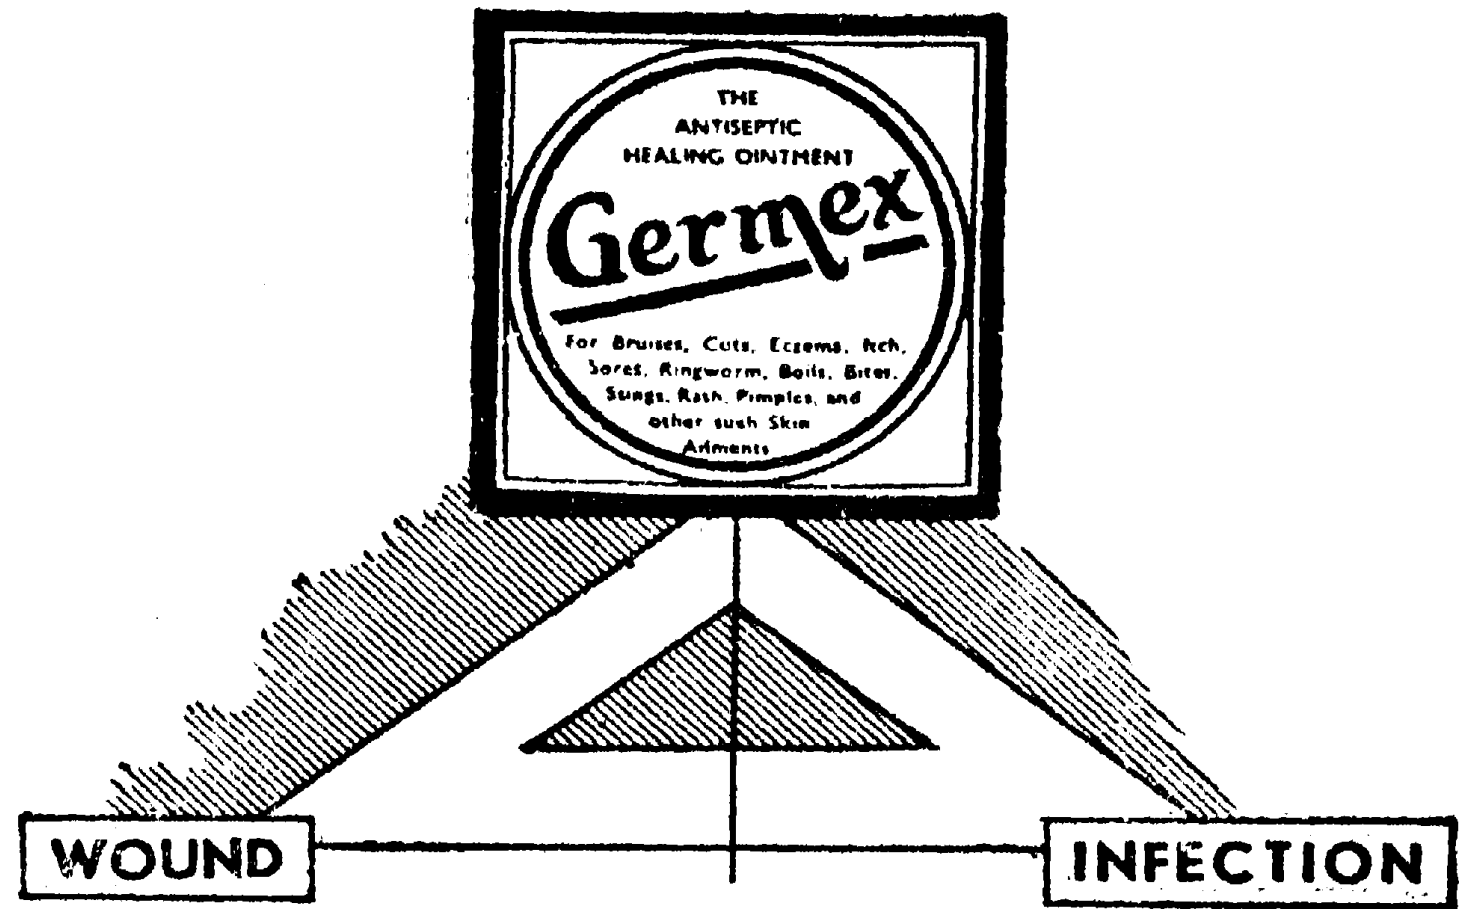 THE
ANTISEPTIC
HEALING OINTMENT
Germex
For Bruises, Cuts, Eczema, Itch,
Sores, Ringworm, Boils, Bites,
Stings, Rash, Pimples, and
other such Skin
Ailments
WOUND
INFECTION